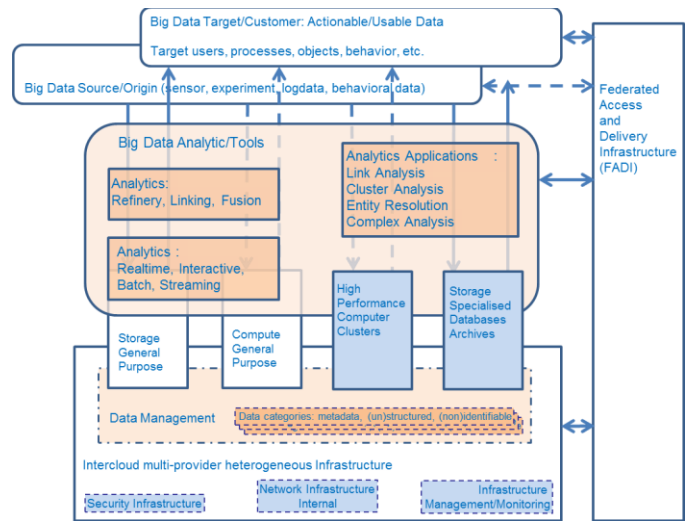 Big Data Target/Customer: Actionable/Usable Data
Target users, processes, objects, behavior, etc.
Big Data Source/Origin (sensor, experiment, logdata, behavioral data)
Federated
Access
and
Delivery
Infrastructure
(FADI)
Big Data Analytic/Tools
Analytics:
Refinery, Linking, Fusion
Analytics Applications :
Link Analysis
Cluster Analysis
Entity Resolution
Complex Analysis
Analytics :
Realtime, Interactive,
Batch, Streaming
High
Performance
Computer
Clusters
Storage
Specialised
Databases
Archives
Storage
General
Purpose
Compute
General
Purpose
Data Management
Data categories: metadata, (un)structured, (non)identifiable
Intercloud multi-provider heterogeneous Infrastructure
Security Infrastructure
Network Infrastructure
Internal
Infrastructure
Management/Monitoring